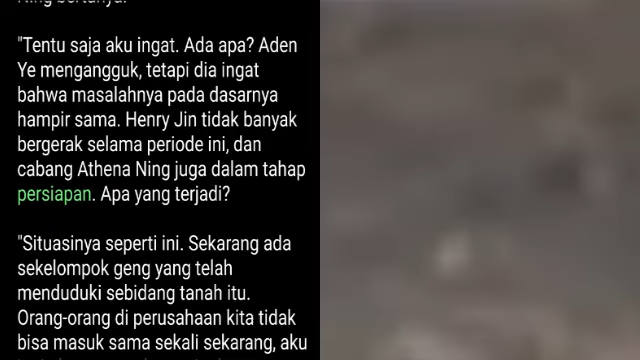 "Tentu saja aku ingat. Ada apa? Aden
Ye mengangguk, tetapi dia ingat
bahwa masalahnya pada dasarnya
hampir sama. Henry Jin tidak banyak
bergerak selama periode ini, dan
cabang Athena Ning juga dalam tahap
persiapan. Apa yang terjadi?
"Situasinya seperti ini. Sekarang ada
sekelompok geng yang telah
menduduki sebidang tanah itu.
Orang-orang di perusahaan kita tidak
bisa masuk sama sekali sekarang, aku